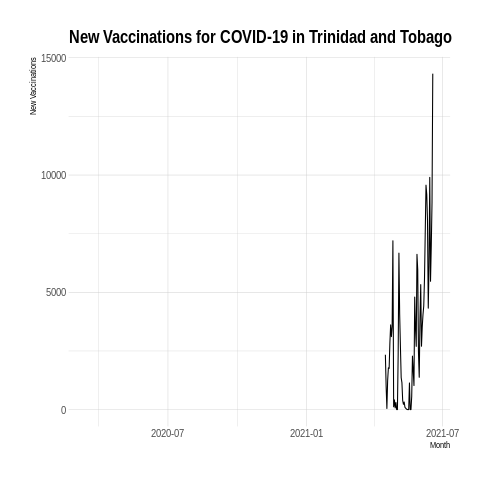 New Vaccinations for COVID-19 in Trinidad and Tobago
New Vaccinations
15000
10000
5000
0
2020-07
2021-01
2021-07
Month